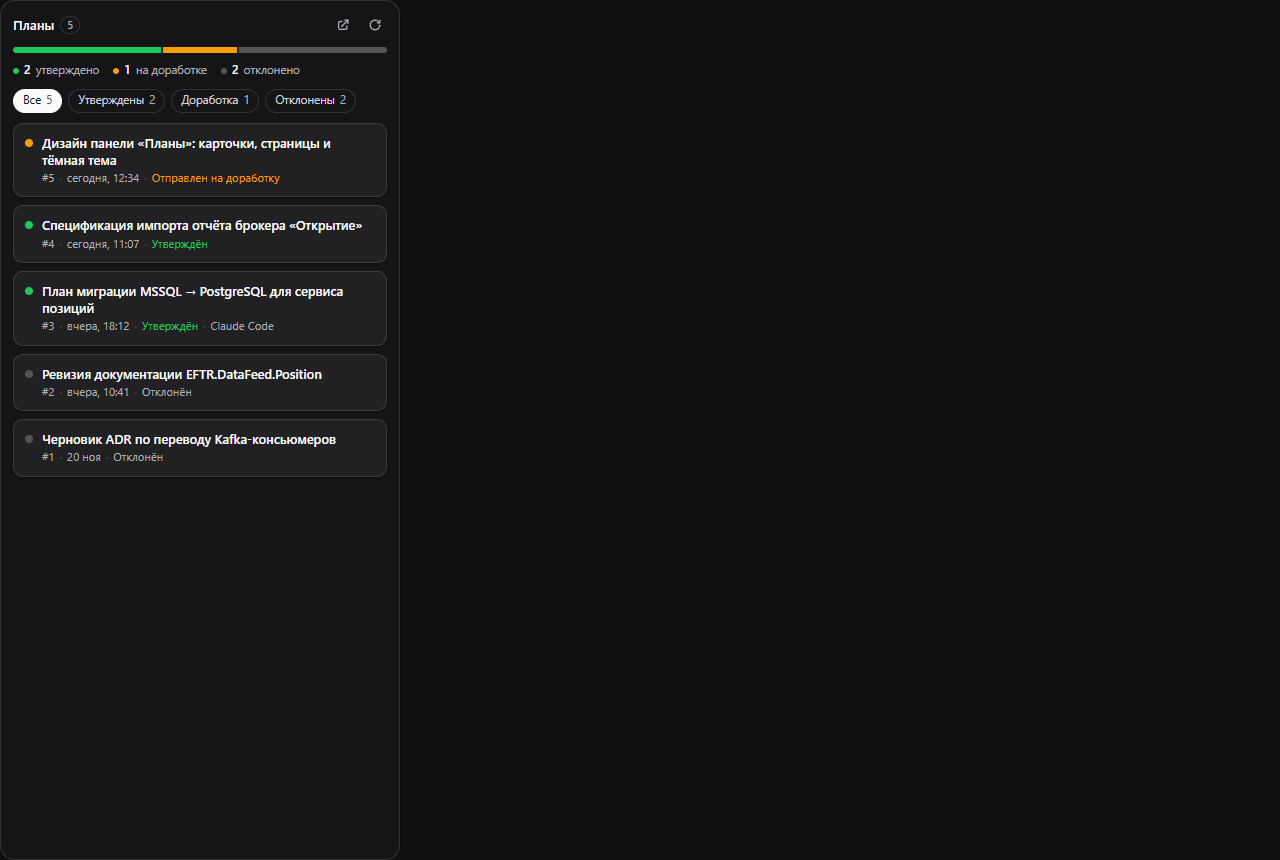 Планы 5
2 утверждено 1 на доработке 2 отклонено
Все 5 Утверждены 2 Доработка 1 Отклонены 2
Дизайн панели «Планы»: карточки, страницы и
тёмная тема
#5 · сегодня, 12:34 · Отправлен на доработку
Спецификация импорта отчёта брокера «Открытие»
#4 · сегодня, 11:07 · Утверждён
План миграции MSSQL → PostgreSQL для сервиса
позиций
#3 · вчера, 18:12 · Утверждён · Claude Code
Ревизия документации EFTR.DataFeed.Position
#2 · вчера, 10:41 · Отклонён
Черновик ADR по переводу Kafka-консьюмеров
#1 · 20 ноя · Отклонён